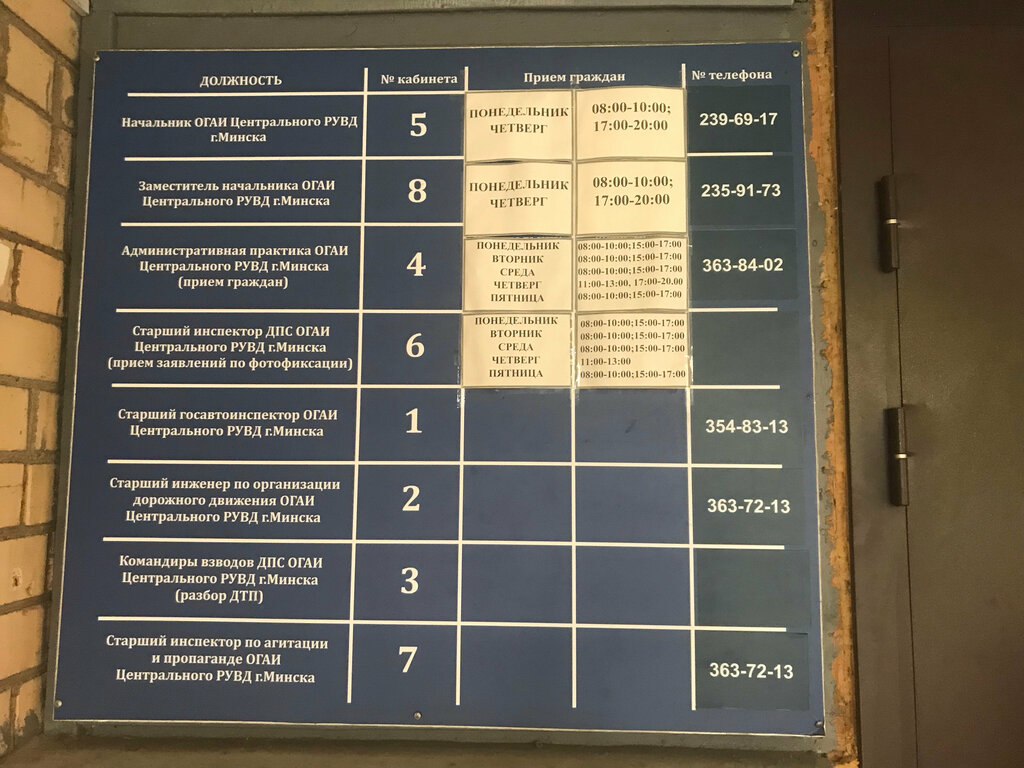 ДОЛЖНОСТЬ
№ кабинета
Прием граждан
№ телефона
Начальник ОГАИ Центрального РУВД
г.Минска
5
ПОНЕДЕЛЬНИК
ЧЕТВЕРГ
08:00-10:00;
17:00-20:00
239-69-17
Заместитель начальника ОГАИ
Центрального РУВД г.Минска
8
ПОНЕДЕЛЬНИК
ЧЕТВЕРГ
08:00-10:00;
17:00-20:00
235-91-73
Административная практика ОГАИ
Центрального РУВД г.Минска
(прием граждан)
4
ПОНЕДЕЛЬНИК
ВТОРНИК
СРЕДА
ЧЕТВЕРГ
ПЯТНИЦА
08:00-10:00;15:00-17:00
08:00-10:00;15:00-17:00
08:00-10:00;15:00-17:00
11:00-13:00, 17:00-20.00
08:00-10:00;15:00-17:00
363-84-02
Старший инспектор ДПС ОГАИ
Центрального РУВД г.Минска
(прием заявлений по фотофиксации)
6
ПОНЕДЕЛЬНИК
ВТОРНИК
СРЕДА
ЧЕТВЕРГ
ПЯТНИЦА
08:00-10:00;15:00-17:00
08:00-10:00;15:00-17:00
08:00-10:00;15:00-17:00
11:00-13:00
08:00-10:00;15:00-17:00
Старший госавтоинспектор ОГАИ
Центрального РУВД г.Минска
1
354-83-13
Старший инженер по организации
дорожного движения ОГАИ
Центрального РУВД г.Минска
2
363-72-13
Командиры взводов ДПС ОГАИ
Центрального РУВД г.Минска
(разбор ДТП)
3
Старший инспектор по агитации
и пропаганде ОГАИ
Центрального РУВД г.Минска
7
363-72-13